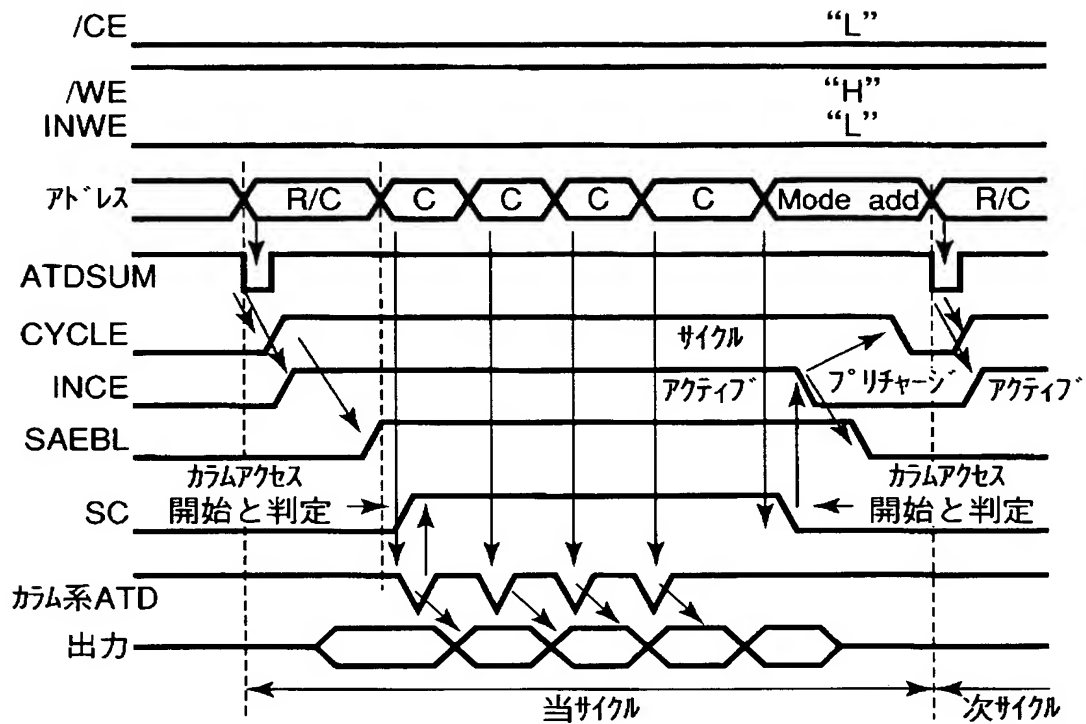 /CE "L"
/WE "H"
INWE "L"
ｱﾄﾞﾚｽ R/C C C C C Mode add R/C
ATDSUM
CYCLE ｻｲｸﾙ
INCE ｱｸﾃｨﾌﾞ ﾌﾟﾘﾁｬｰｼﾞ ｱｸﾃｨﾌﾞ
SAEBL
ｶﾗﾑｱｸｾｽ ｶﾗﾑｱｸｾｽ
SC 開始と判定 開始と判定
ｶﾗﾑ系ATD
出力
当ｻｲｸﾙ 次ｻｲｸﾙ